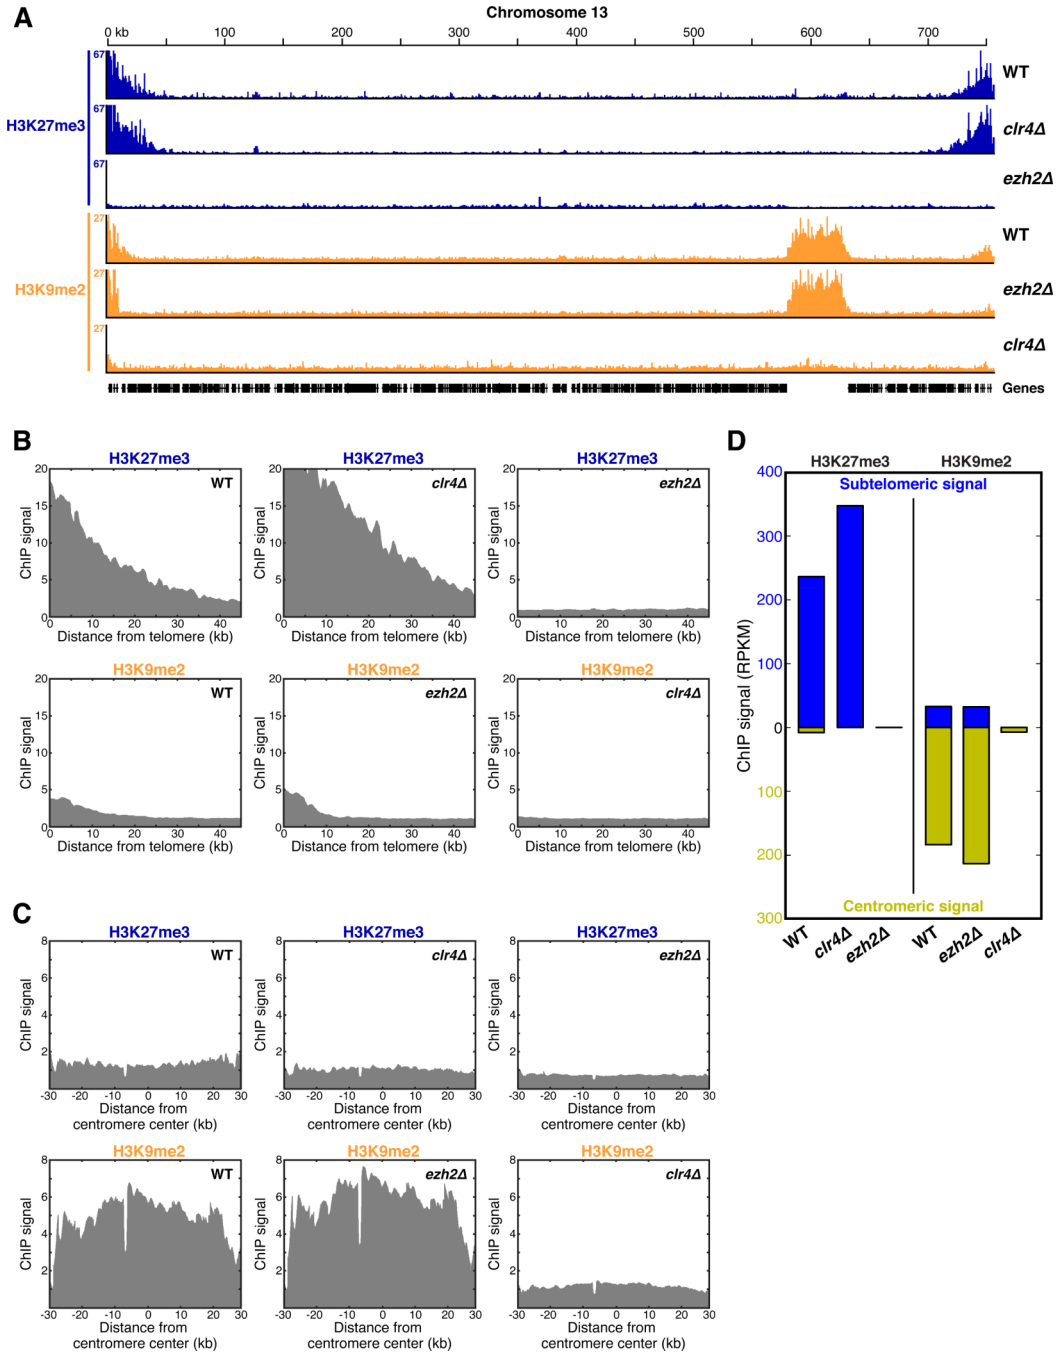 A
Chromosome 13
0 kb 100 200 300 400 500 600 700
67 WT
H3K27me3
67 clr4Δ
67 ezh2Δ
27 WT
H3K9me2
27 ezh2Δ
27 clr4Δ
Genes
B
H3K27me3 H3K27me3 H3K27me3
WT clr4Δ ezh2Δ
ChIP signal ChIP signal ChIP signal
20 15 10 5 0
20 15 10 5 0
20 15 10 5 0
0 10 20 30 40 0 10 20 30 40 0 10 20 30 40
Distance from telomere (kb) Distance from telomere (kb) Distance from telomere (kb)
H3K9me2 H3K9me2 H3K9me2
WT ezh2Δ clr4Δ
ChIP signal ChIP signal ChIP signal
20 15 10 5 0
20 15 10 5 0
20 15 10 5 0
0 10 20 30 40 0 10 20 30 40 0 10 20 30 40
Distance from telomere (kb) Distance from telomere (kb) Distance from telomere (kb)
C
H3K27me3 H3K27me3 H3K27me3
WT clr4Δ ezh2Δ
ChIP signal ChIP signal ChIP signal
8 6 4 2
8 6 4 2
8 6 4 2
-30 -20 -10 0 10 20 30 -30 -20 -10 0 10 20 30 -30 -20 -10 0 10 20 30
Distance from Distance from Distance from
centromere center (kb) centromere center (kb) centromere center (kb)
H3K9me2 H3K9me2 H3K9me2
WT ezh2Δ clr4Δ
ChIP signal ChIP signal ChIP signal
8 6 4 2
8 6 4 2
8 6 4 2
-30 -20 -10 0 10 20 30 -30 -20 -10 0 10 20 30 -30 -20 -10 0 10 20 30
Distance from Distance from Distance from
centromere center (kb) centromere center (kb) centromere center (kb)
D
H3K27me3 H3K9me2
Subtelomeric signal
ChIP signal (RPKM)
400
300
200
100
0
100
200
300
Centromeric signal
WT clr4Δ ezh2Δ WT ezh2Δ clr4Δ